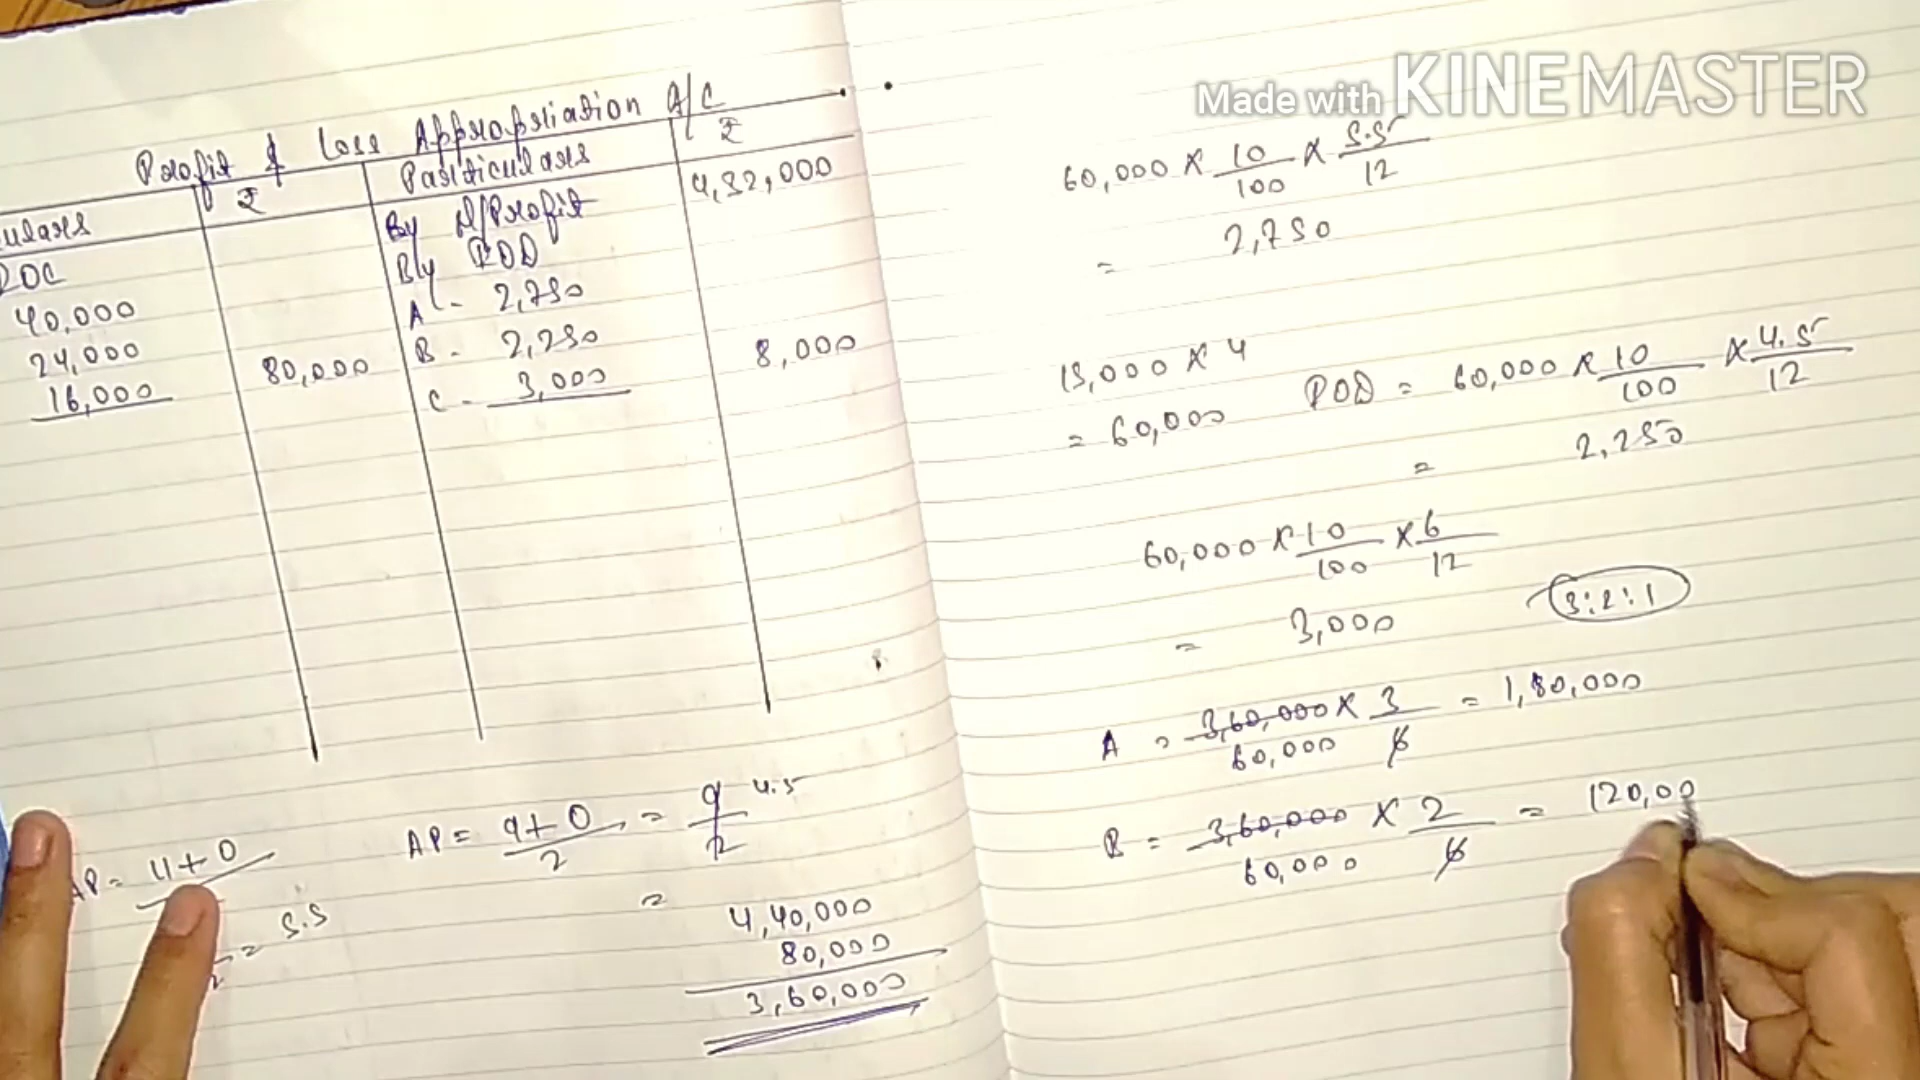 Made with KINEMASTER
Profit & Loss Appropriation A/C
ulars ₹ Particulars ₹
By N/Profit 4,32,000
IOC By IOD
40,000 A - 2,750
24,000 80,000 B - 2,250 8,000
16,000 C - 3,000
AP = 11+0
2 = 5.5
AP = 9+0 / 2 = 9 / 2 4.5
=
4,40,000
80,000
3,60,000
60,000 × 10/100 × 5.5/12
= 2,750
15,000 × 4
= 60,000
IOD = 60,000 × 10/100 × 4.5/12
= 2,250
60,000 × 10/100 × 6/12
= 3,000
3:2:1
A = 3,60,000 × 3/6 = 1,80,000
60,000
B = 3,60,000 × 2/6 = 120,00
60,000